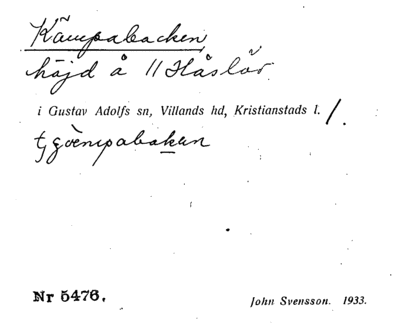 Kämpabacken
höjd å 11 Håslöv
i Gustav Adolfs sn, Villands hd, Kristianstads l. /.
Nr 5476. John Svensson. 1933.